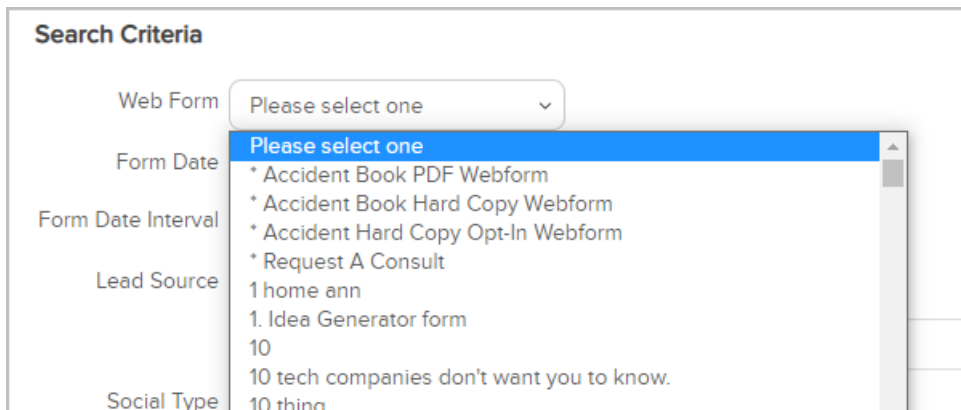 Search Criteria
Web Form
Please select one
Please select one
Form Date
* Accident Book PDF Webform
* Accident Book Hard Copy Webform
Form Date Interval
* Accident Hard Copy Opt-In Webform
* Request A Consult
Lead Source
1 home ann
1. Idea Generator form
10
10 tech companies don't want you to know.
Social Type
10 thing